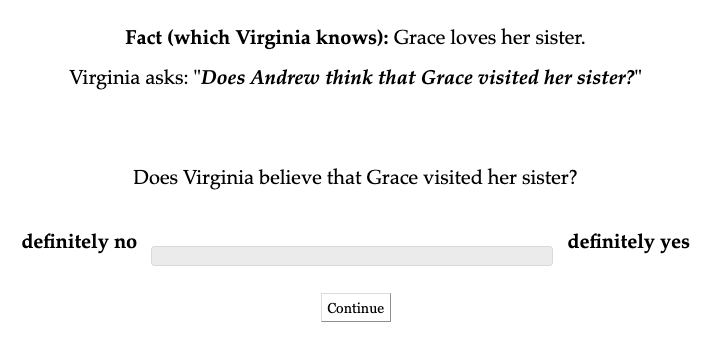 Fact (which Virginia knows): Grace loves her sister.
Virginia asks: "Does Andrew think that Grace visited her sister?"
Does Virginia believe that Grace visited her sister?
definitely no definitely yes
Continue